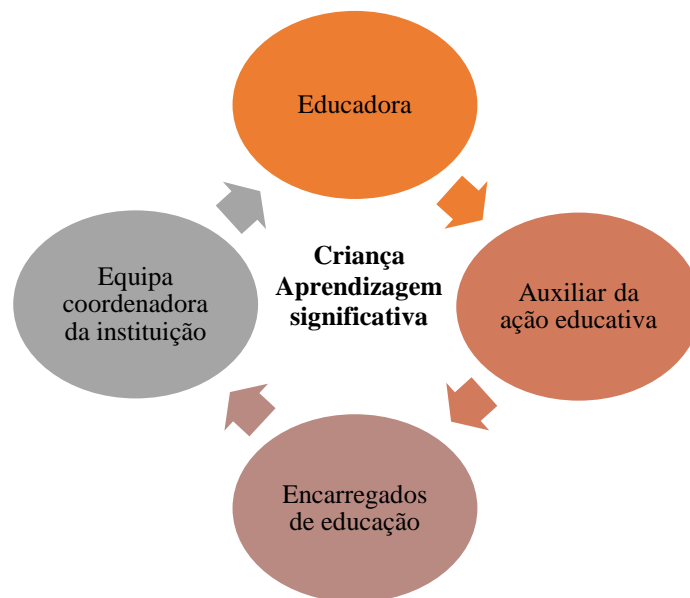 Educadora
Criança
Aprendizagem
significativa
Equipa
coordenadora
da instituição
Auxiliar da
ação educativa
Encarregados
de educação